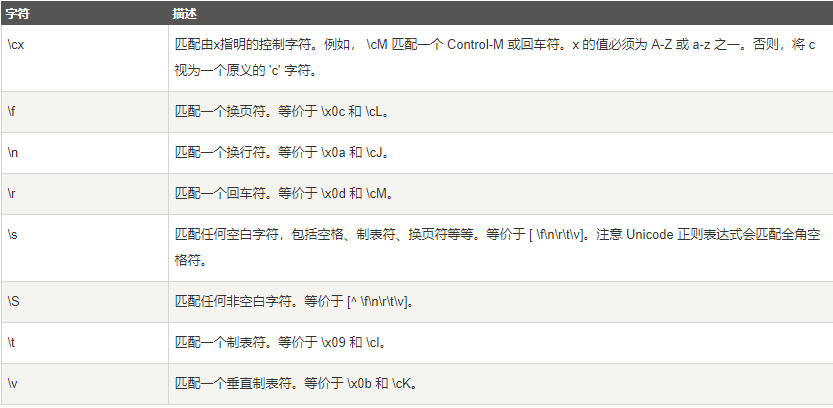 字符 描述
\cx 匹配由x指明的控制字符。例如， \cM 匹配一个 Control-M 或回车符。x 的值必须为 A-Z 或 a-z 之一。否则，将 c
视为一个原义的 'c' 字符。
\f 匹配一个换页符。等价于 \x0c 和 \cL。
\n 匹配一个换行符。等价于 \x0a 和 \cJ。
\r 匹配一个回车符。等价于 \x0d 和 \cM。
\s 匹配任何空白字符，包括空格、制表符、换页符等等。等价于 [ \f\n\r\t\v]。注意 Unicode 正则表达式会匹配全角空
格符。
\S 匹配任何非空白字符。等价于 [^ \f\n\r\t\v]。
\t 匹配一个制表符。等价于 \x09 和 \cI。
\v 匹配一个垂直制表符。等价于 \x0b 和 \cK。